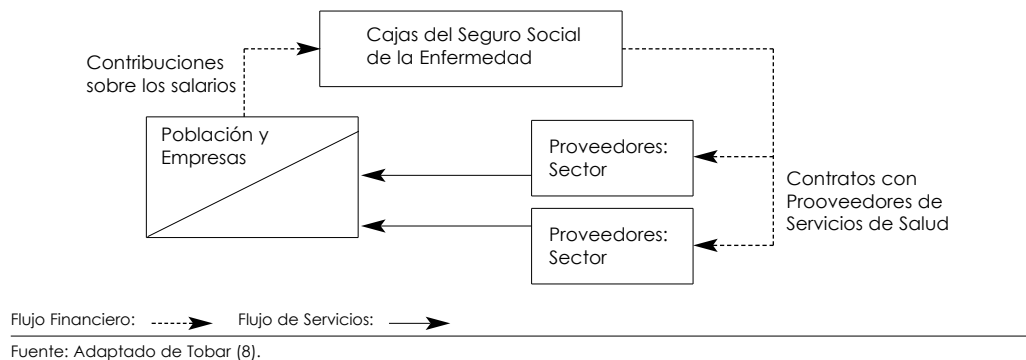 Cajas del Seguro Social
de la Enfermedad
Contribuciones
sobre los salarios
Población y
Empresas
Proveedores:
Sector
Contratos con
Prooveedores de
Servicios de Salud
Proveedores:
Sector
Flujo Financiero:
Flujo de Servicios:
Fuente: Adaptado de Tobar (8).